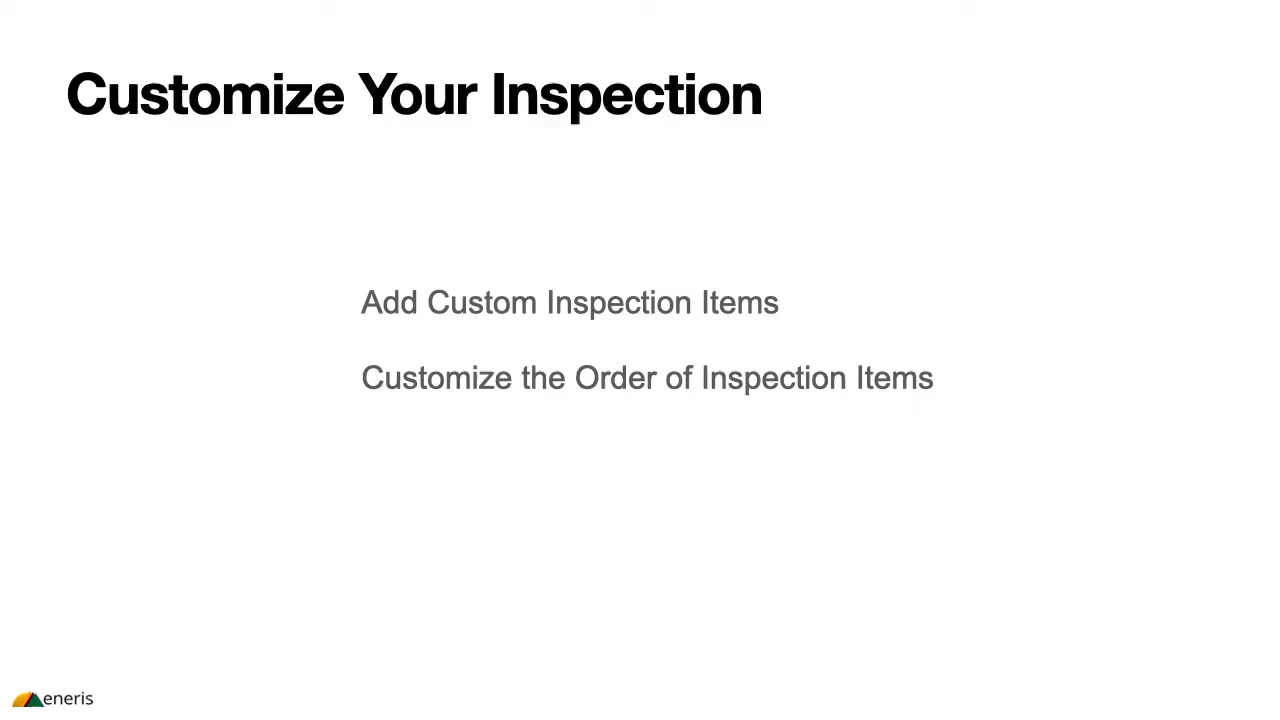 Customize Your Inspection
Add Custom Inspection Items
Customize the Order of Inspection Items
eneris